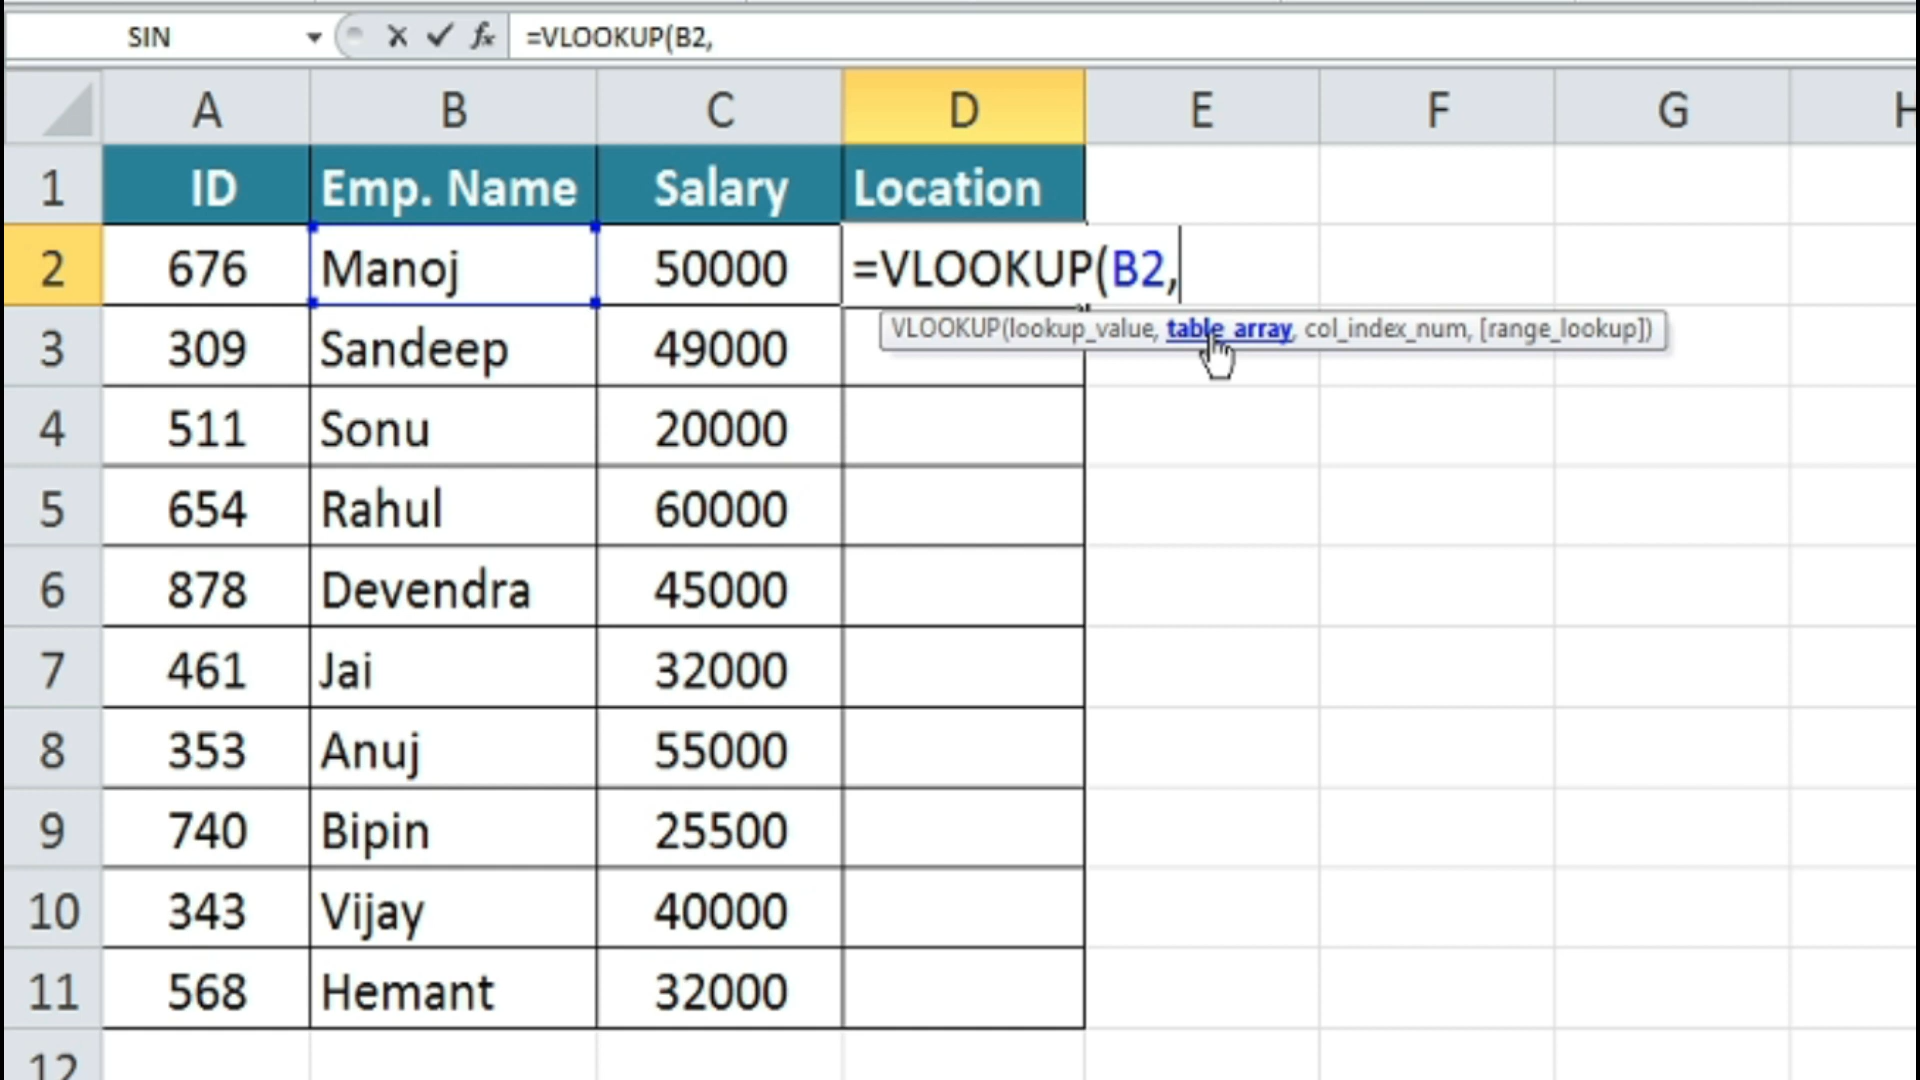 SIN fx =VLOOKUP(B2,
A B C D E F G H
1 ID Emp. Name Salary Location
2 676 Manoj 50000 =VLOOKUP(B2,
VLOOKUP(lookup_value, table_array, col_index_num, [range_lookup])
3 309 Sandeep 49000
4 511 Sonu 20000
5 654 Rahul 60000
6 878 Devendra 45000
7 461 Jai 32000
8 353 Anuj 55000
9 740 Bipin 25500
10 343 Vijay 40000
11 568 Hemant 32000
12